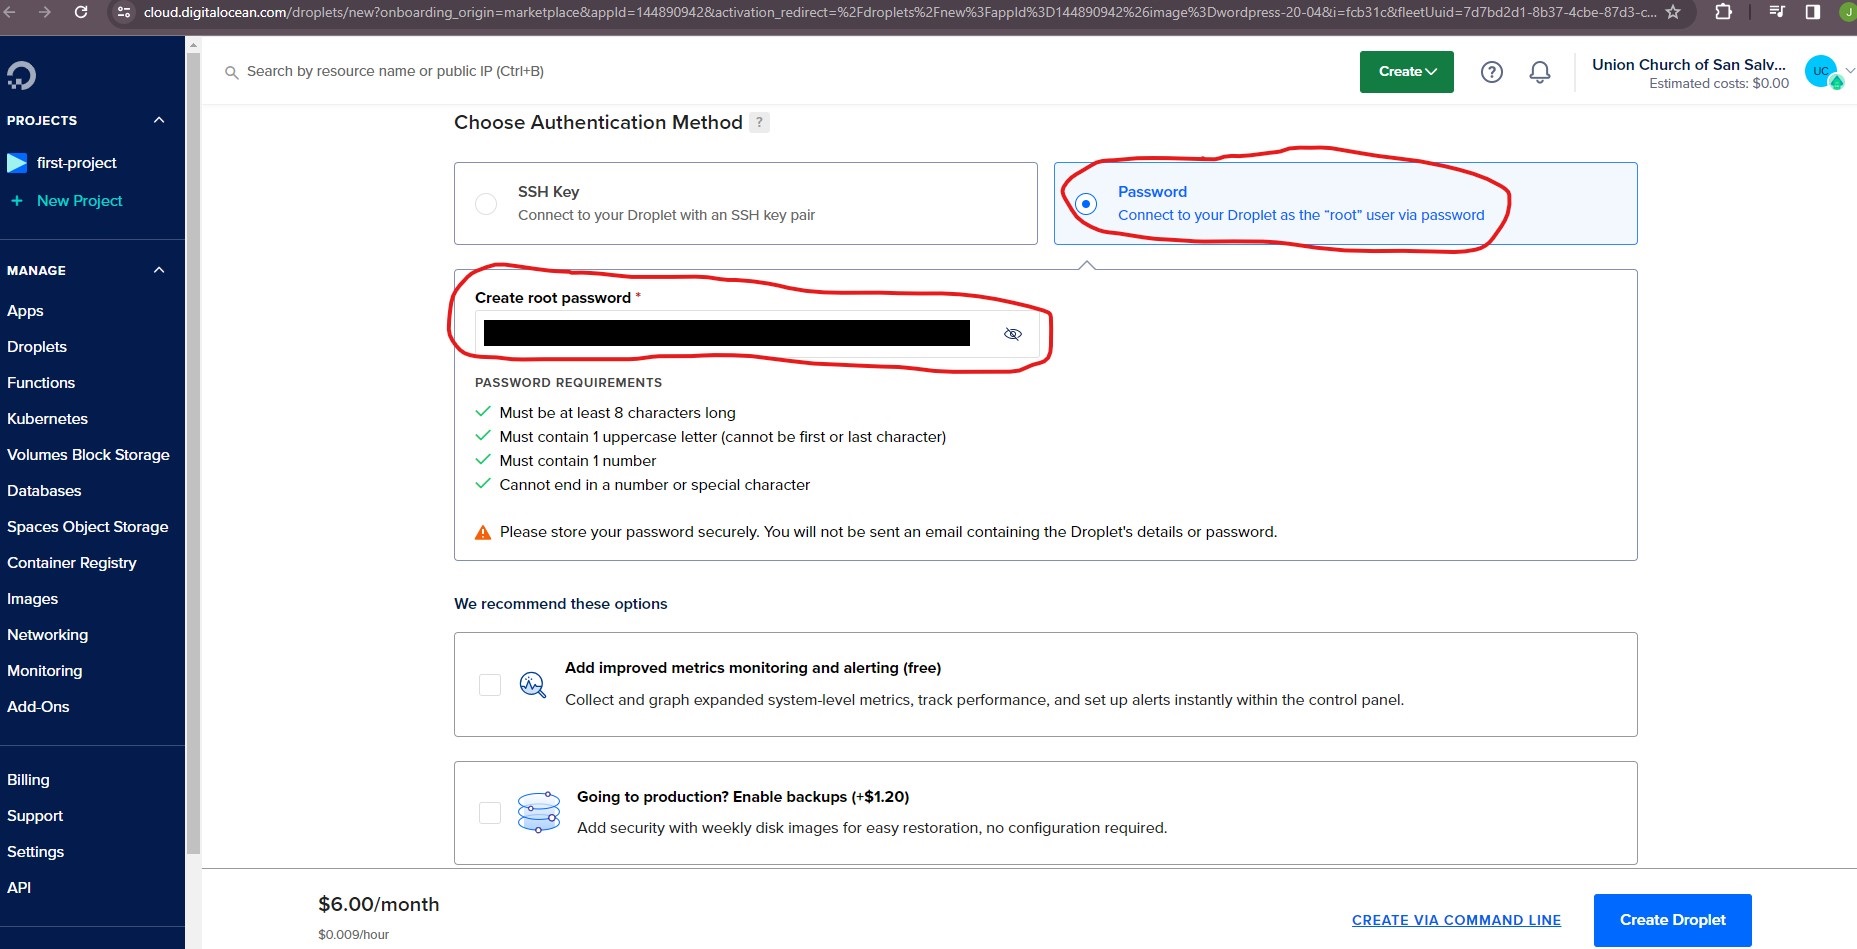 cloud.digitalocean.com/droplets/new?onboarding_origin=marketplace&appId=144890942&activation_redirect=%2Fdroplets%2Fnew%3FappId%3D144890942%26image%3Dwordpress-20-04&i=fcb31c&fleetUuid=7d7bd2d1-8b37-4cbe-87d3-c...
J
Search by resource name or public IP (Ctrl+B)
Create
?
Union Church of San Salv...
Estimated costs: $0.00
UC
PROJECTS
first-project
+ New Project
MANAGE
Apps
Droplets
Functions
Kubernetes
Volumes Block Storage
Databases
Spaces Object Storage
Container Registry
Images
Networking
Monitoring
Add-Ons
Billing
Support
Settings
API
Choose Authentication Method ?
SSH Key
Connect to your Droplet with an SSH key pair
Password
Connect to your Droplet as the “root” user via password
Create root password *
PASSWORD REQUIREMENTS
Must be at least 8 characters long
Must contain 1 uppercase letter (cannot be first or last character)
Must contain 1 number
Cannot end in a number or special character
Please store your password securely. You will not be sent an email containing the Droplet's details or password.
We recommend these options
Add improved metrics monitoring and alerting (free)
Collect and graph expanded system-level metrics, track performance, and set up alerts instantly within the control panel.
Going to production? Enable backups (+$1.20)
Add security with weekly disk images for easy restoration, no configuration required.
$6.00/month
$0.009/hour
CREATE VIA COMMAND LINE
Create Droplet